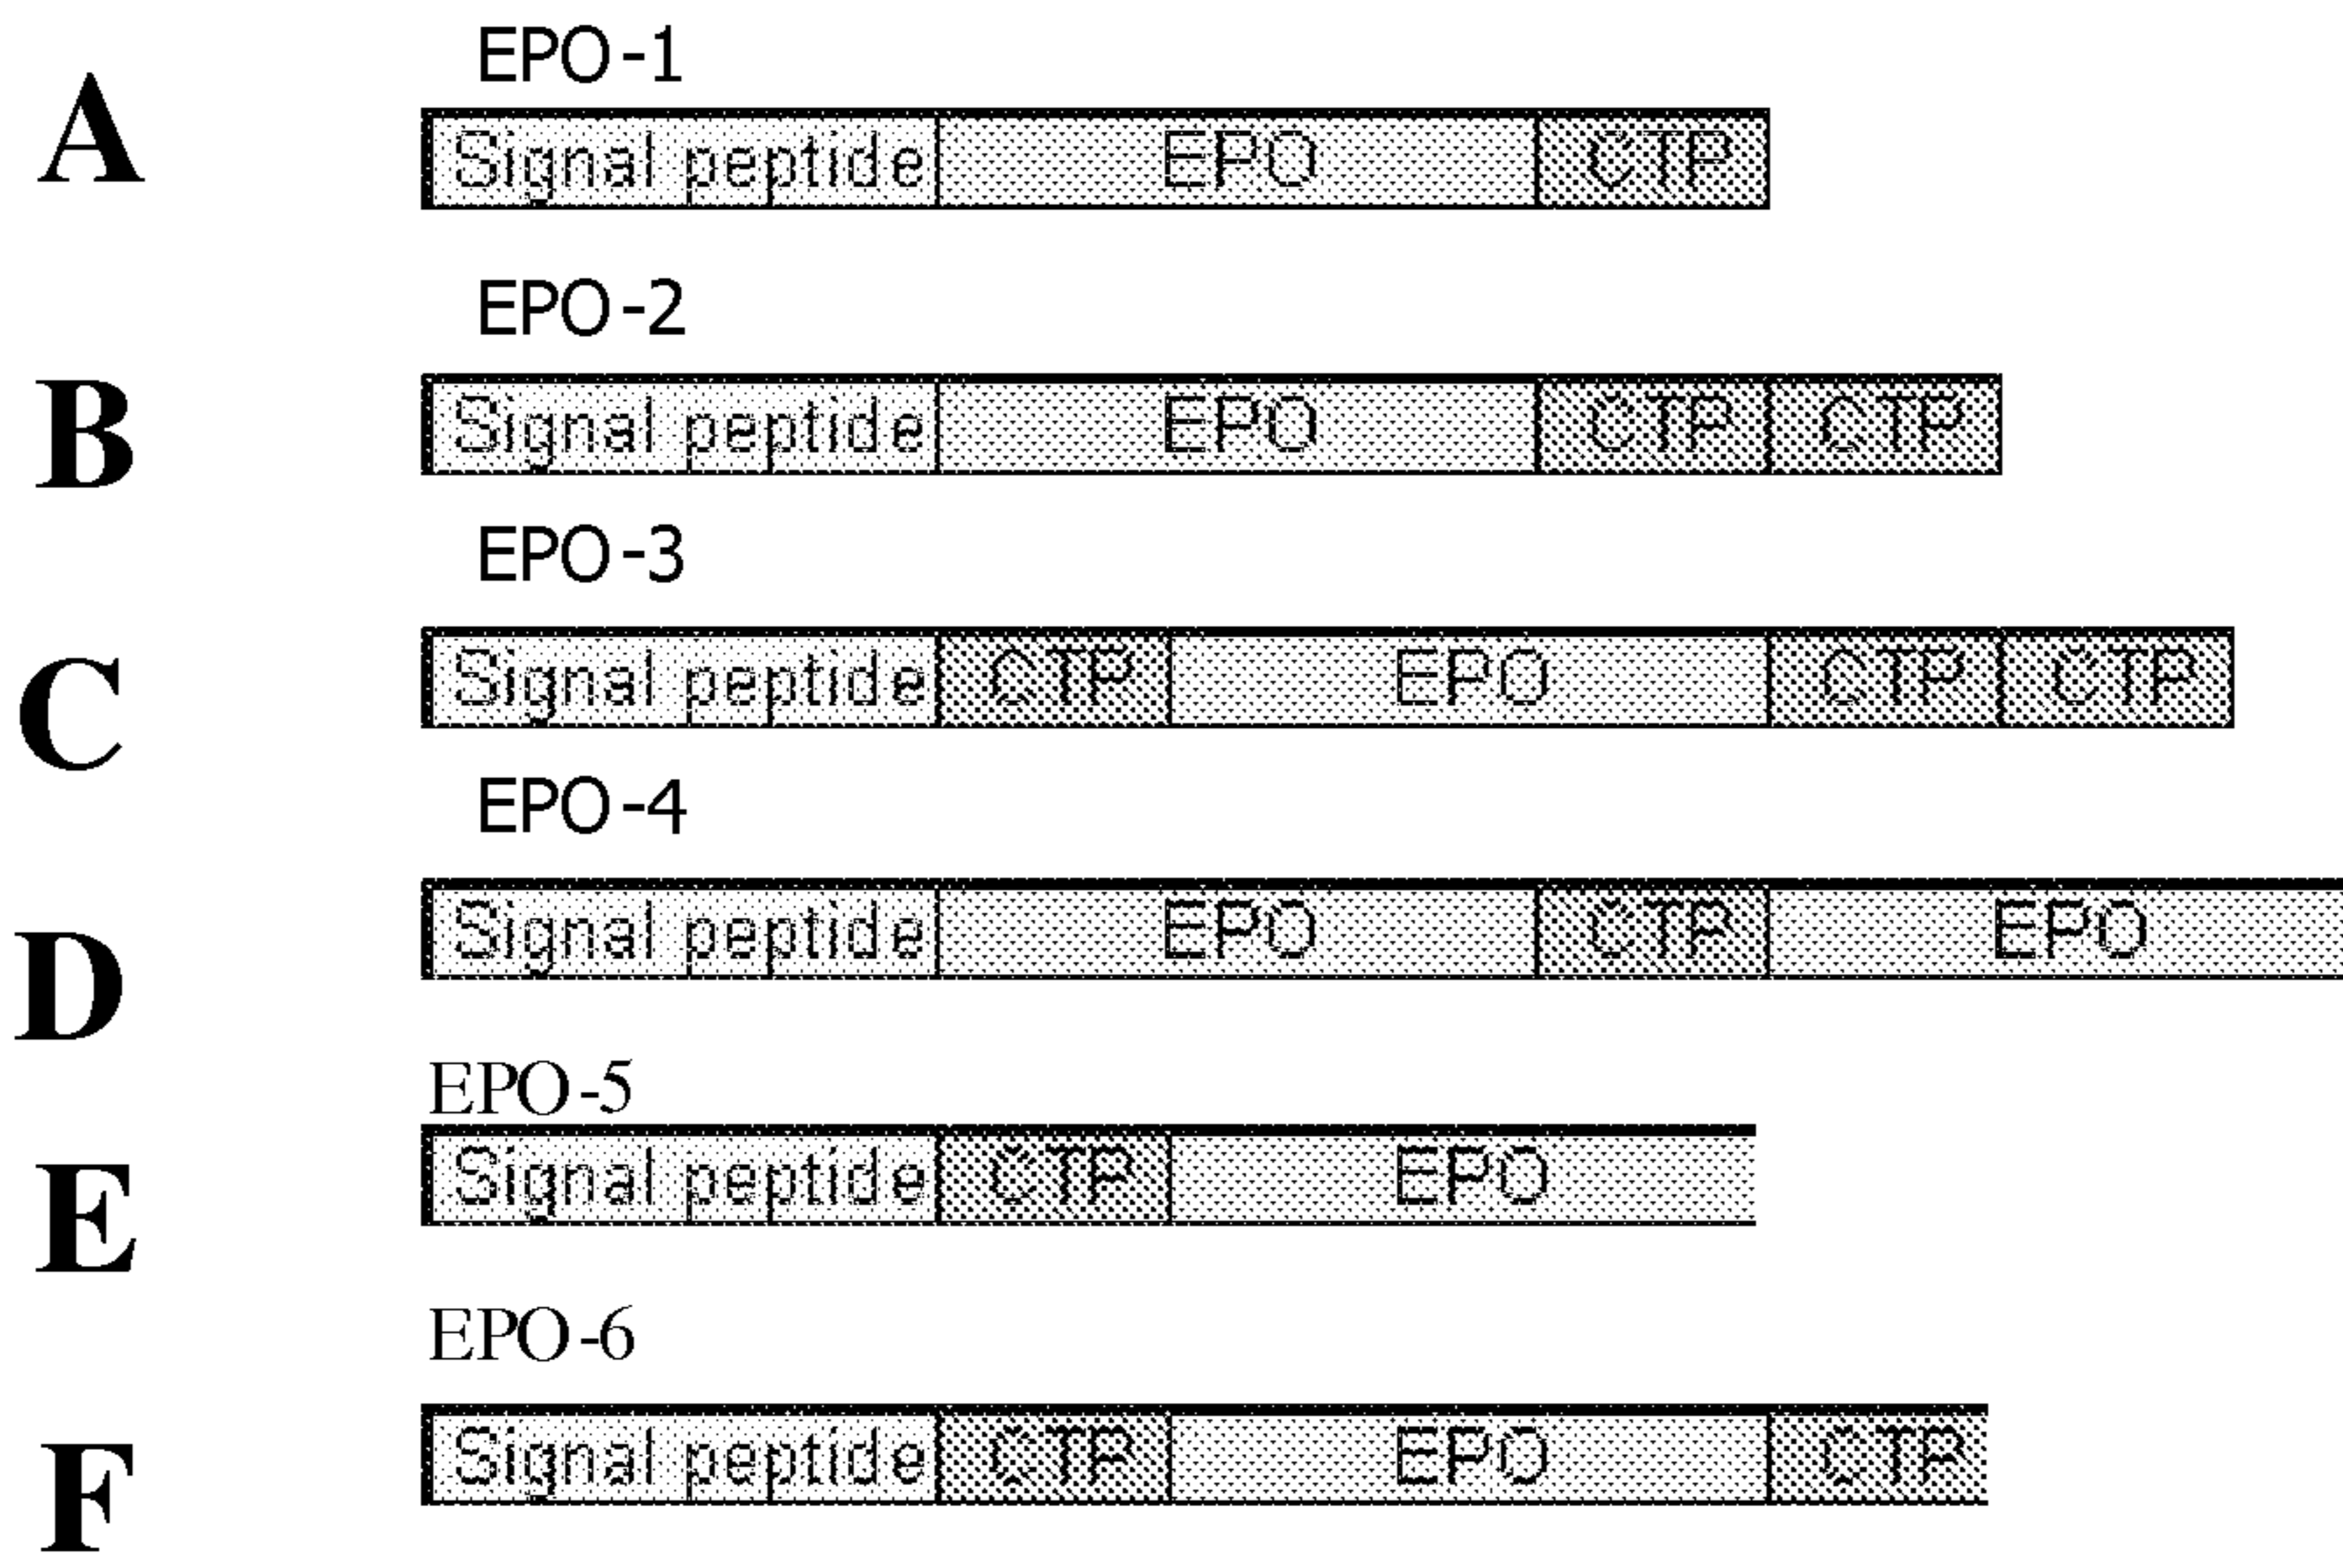 EPO-1
A
Signal peptide EPO CTP
EPO-2
B
Signal peptide EPO CTP CTP
EPO-3
C
Signal peptide CTP EPO CTP CTP
EPO-4
D
Signal peptide EPO CTP EPO
EPO-5
E
Signal peptide CTP EPO
EPO-6
F
Signal peptide CTP EPO CTP